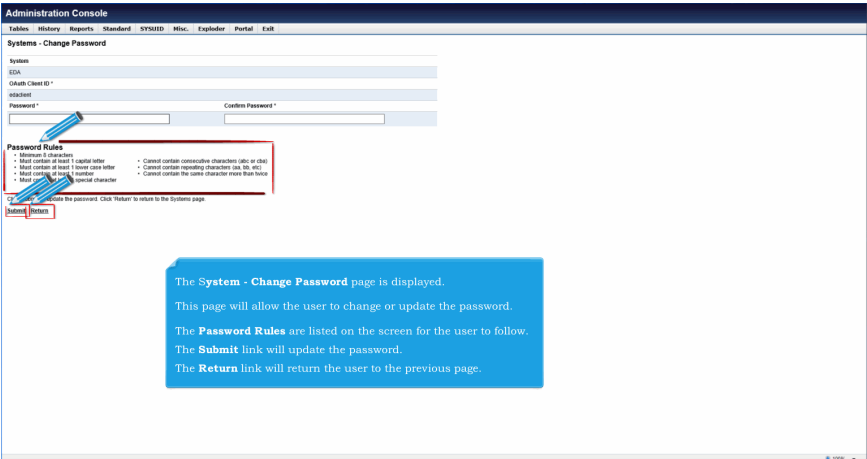 Administration Console
Tables History Reports Standard SYSUID Misc. Exploder Portal Exit
Systems - Change Password
System
EDA
OAuth Client ID *
edaclient
Password * Confirm Password *
Password Rules
• Minimum 8 characters
• Must contain at least 1 capital letter
• Must contain at least 1 lower case letter
• Must contain at least 1 number
• Must special character
• Cannot contain consecutive characters (abc or cba)
• Cannot contain repeating characters (aa, bb, etc)
• Cannot contain the same character more than twice
update the password. Click 'Return' to return to the Systems page.
Submit Return
The System - Change Password page is displayed.
This page will allow the user to change or update the password.
The Password Rules are listed on the screen for the user to follow.
The Submit link will update the password.
The Return link will return the user to the previous page.